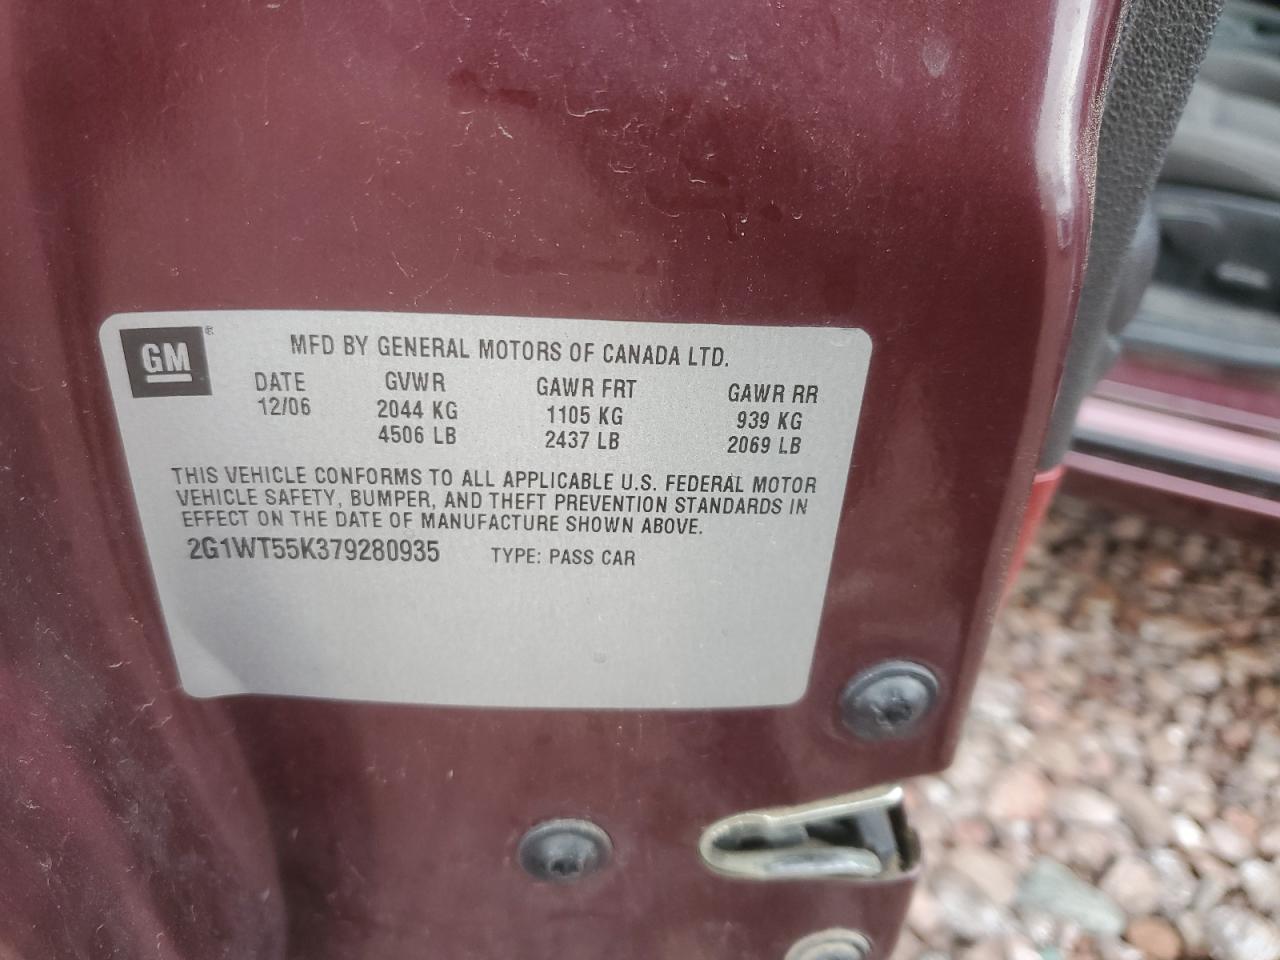 GM ®
MFD BY GENERAL MOTORS OF CANADA LTD.
DATE GVWR GAWR FRT GAWR RR
12/06 2044 KG 1105 KG 939 KG
4506 LB 2437 LB 2069 LB
THIS VEHICLE CONFORMS TO ALL APPLICABLE U.S. FEDERAL MOTOR
VEHICLE SAFETY, BUMPER, AND THEFT PREVENTION STANDARDS IN
EFFECT ON THE DATE OF MANUFACTURE SHOWN ABOVE.
2G1WT55K379280935 TYPE: PASS CAR